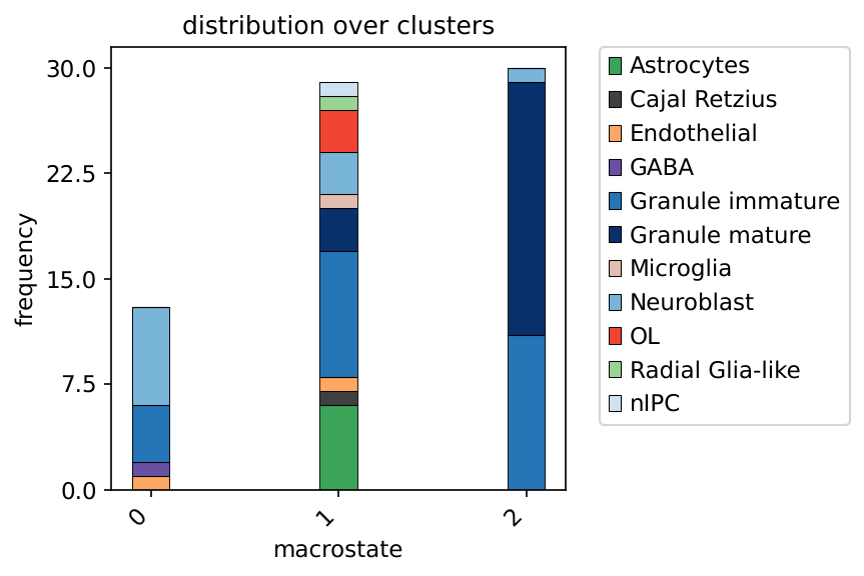 distribution over clusters
30.0
22.5
15.0
7.5
0.0
frequency
0
1
2
macrostate
Astrocytes
Cajal Retzius
Endothelial
GABA
Granule immature
Granule mature
Microglia
Neuroblast
OL
Radial Glia-like
nIPC